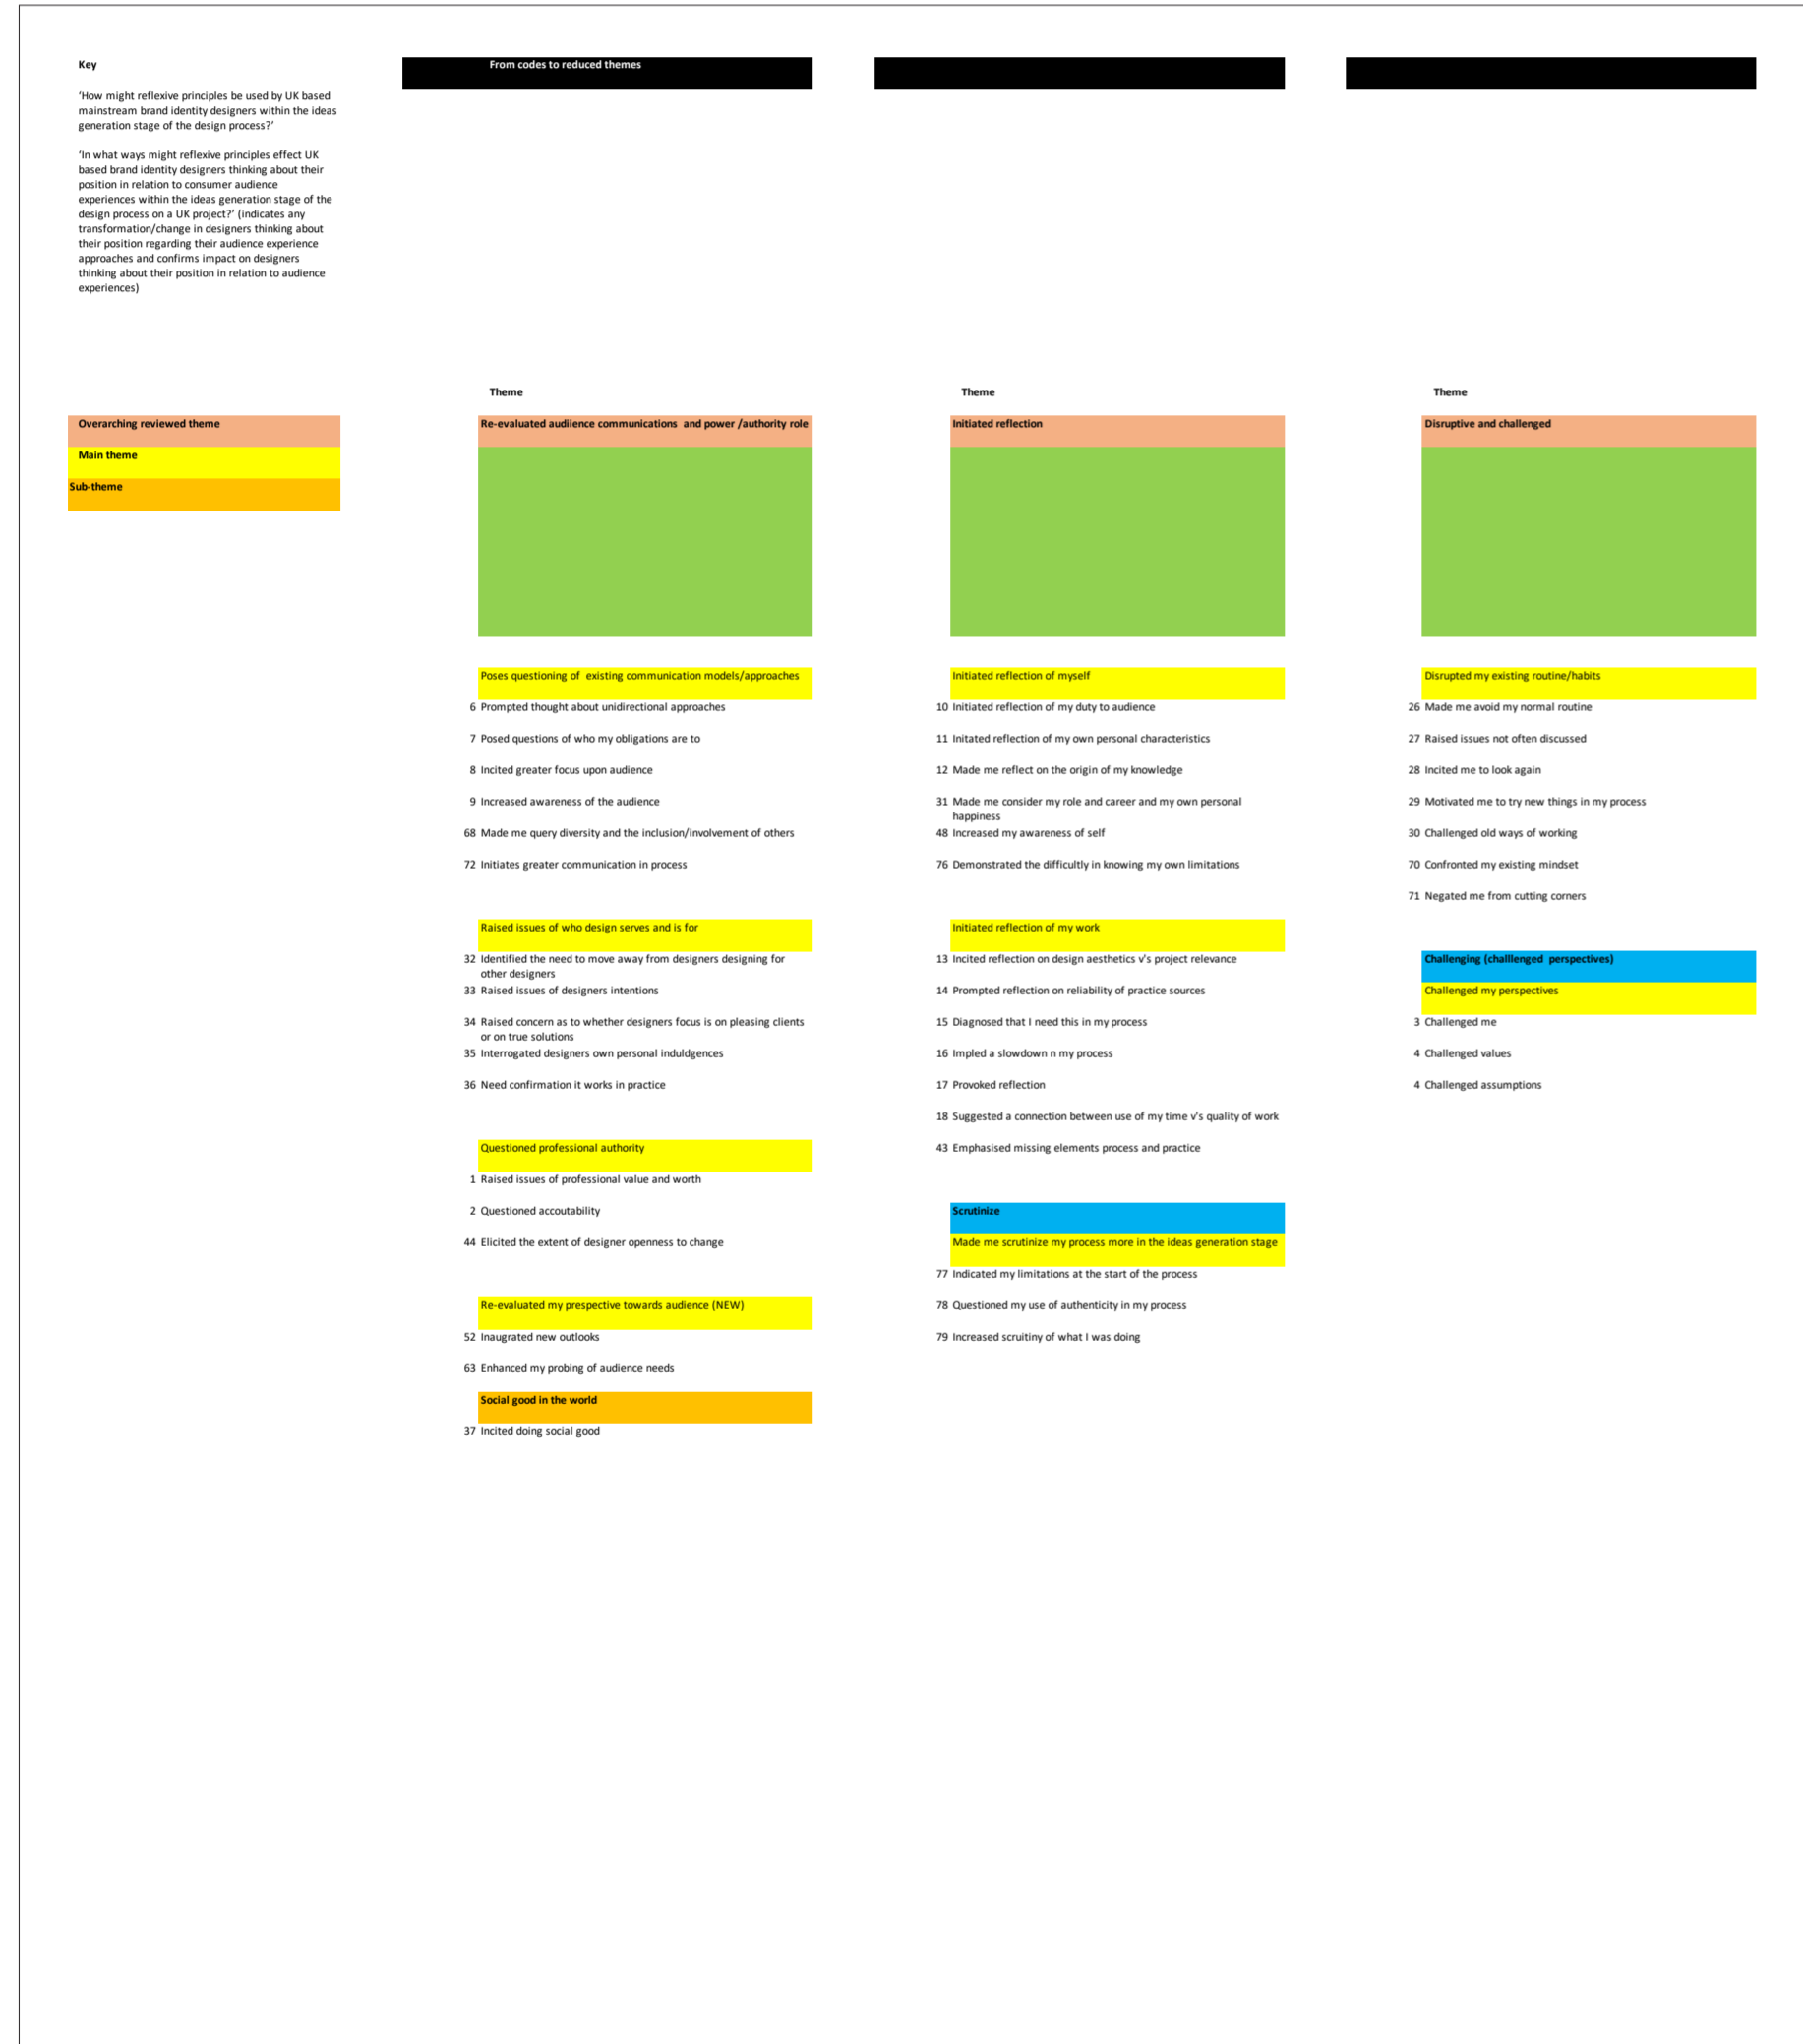 Key
‘How might reflexive principles be used by UK based
mainstream brand identity designers within the ideas
generation stage of the design process?’
‘In what ways might reflexive principles effect UK
based brand identity designers thinking about their
position in relation to consumer audience
experiences within the ideas generation stage of the
design process on a UK project?’ (indicates any
transformation/change in designers thinking about
their position regarding their audience experience
approaches and confirms impact on designers
thinking about their position in relation to audience
experiences)
Overarching reviewed theme
Main theme
Sub-theme
From codes to reduced themes
Theme
Re-evaluated audiience communications and power /authority role
Poses questioning of existing communication models/approaches
6 Prompted thought about unidirectional approaches
7 Posed questions of who my obligations are to
8 Incited greater focus upon audience
9 Increased awareness of the audience
68 Made me query diversity and the inclusion/involvement of others
72 Initiates greater communication in process
Raised issues of who design serves and is for
32 Identified the need to move away from designers designing for
other designers
33 Raised issues of designers intentions
34 Raised concern as to whether designers focus is on pleasing clients
or on true solutions
35 Interrogated designers own personal induldgences
36 Need confirmation it works in practice
Questioned professional authority
1 Raised issues of professional value and worth
2 Questioned accoutability
44 Elicited the extent of designer openness to change
Re-evaluated my prespective towards audience (NEW)
52 Inaugrated new outlooks
63 Enhanced my probing of audience needs
Social good in the world
37 Incited doing social good
Theme
Initiated reflection
Initiated reflection of myself
10 Initiated reflection of my duty to audience
11 Initated reflection of my own personal characteristics
12 Made me reflect on the origin of my knowledge
31 Made me consider my role and career and my own personal
happiness
48 Increased my awareness of self
76 Demonstrated the difficultly in knowing my own limitations
Initiated reflection of my work
13 Incited reflection on design aesthetics v's project relevance
14 Prompted reflection on reliability of practice sources
15 Diagnosed that I need this in my process
16 Impled a slowdown n my process
17 Provoked reflection
18 Suggested a connection between use of my time v's quality of work
43 Emphasised missing elements process and practice
Scrutinize
Made me scrutinize my process more in the ideas generation stage
77 Indicated my limitations at the start of the process
78 Questioned my use of authenticity in my process
79 Increased scruitiny of what I was doing
Theme
Disruptive and challenged
Disrupted my existing routine/habits
26 Made me avoid my normal routine
27 Raised issues not often discussed
28 Incited me to look again
29 Motivated me to try new things in my process
30 Challenged old ways of working
70 Confronted my existing mindset
71 Negated me from cutting corners
Challenging (challlenged perspectives)
Challenged my perspectives
3 Challenged me
4 Challenged values
4 Challenged assumptions